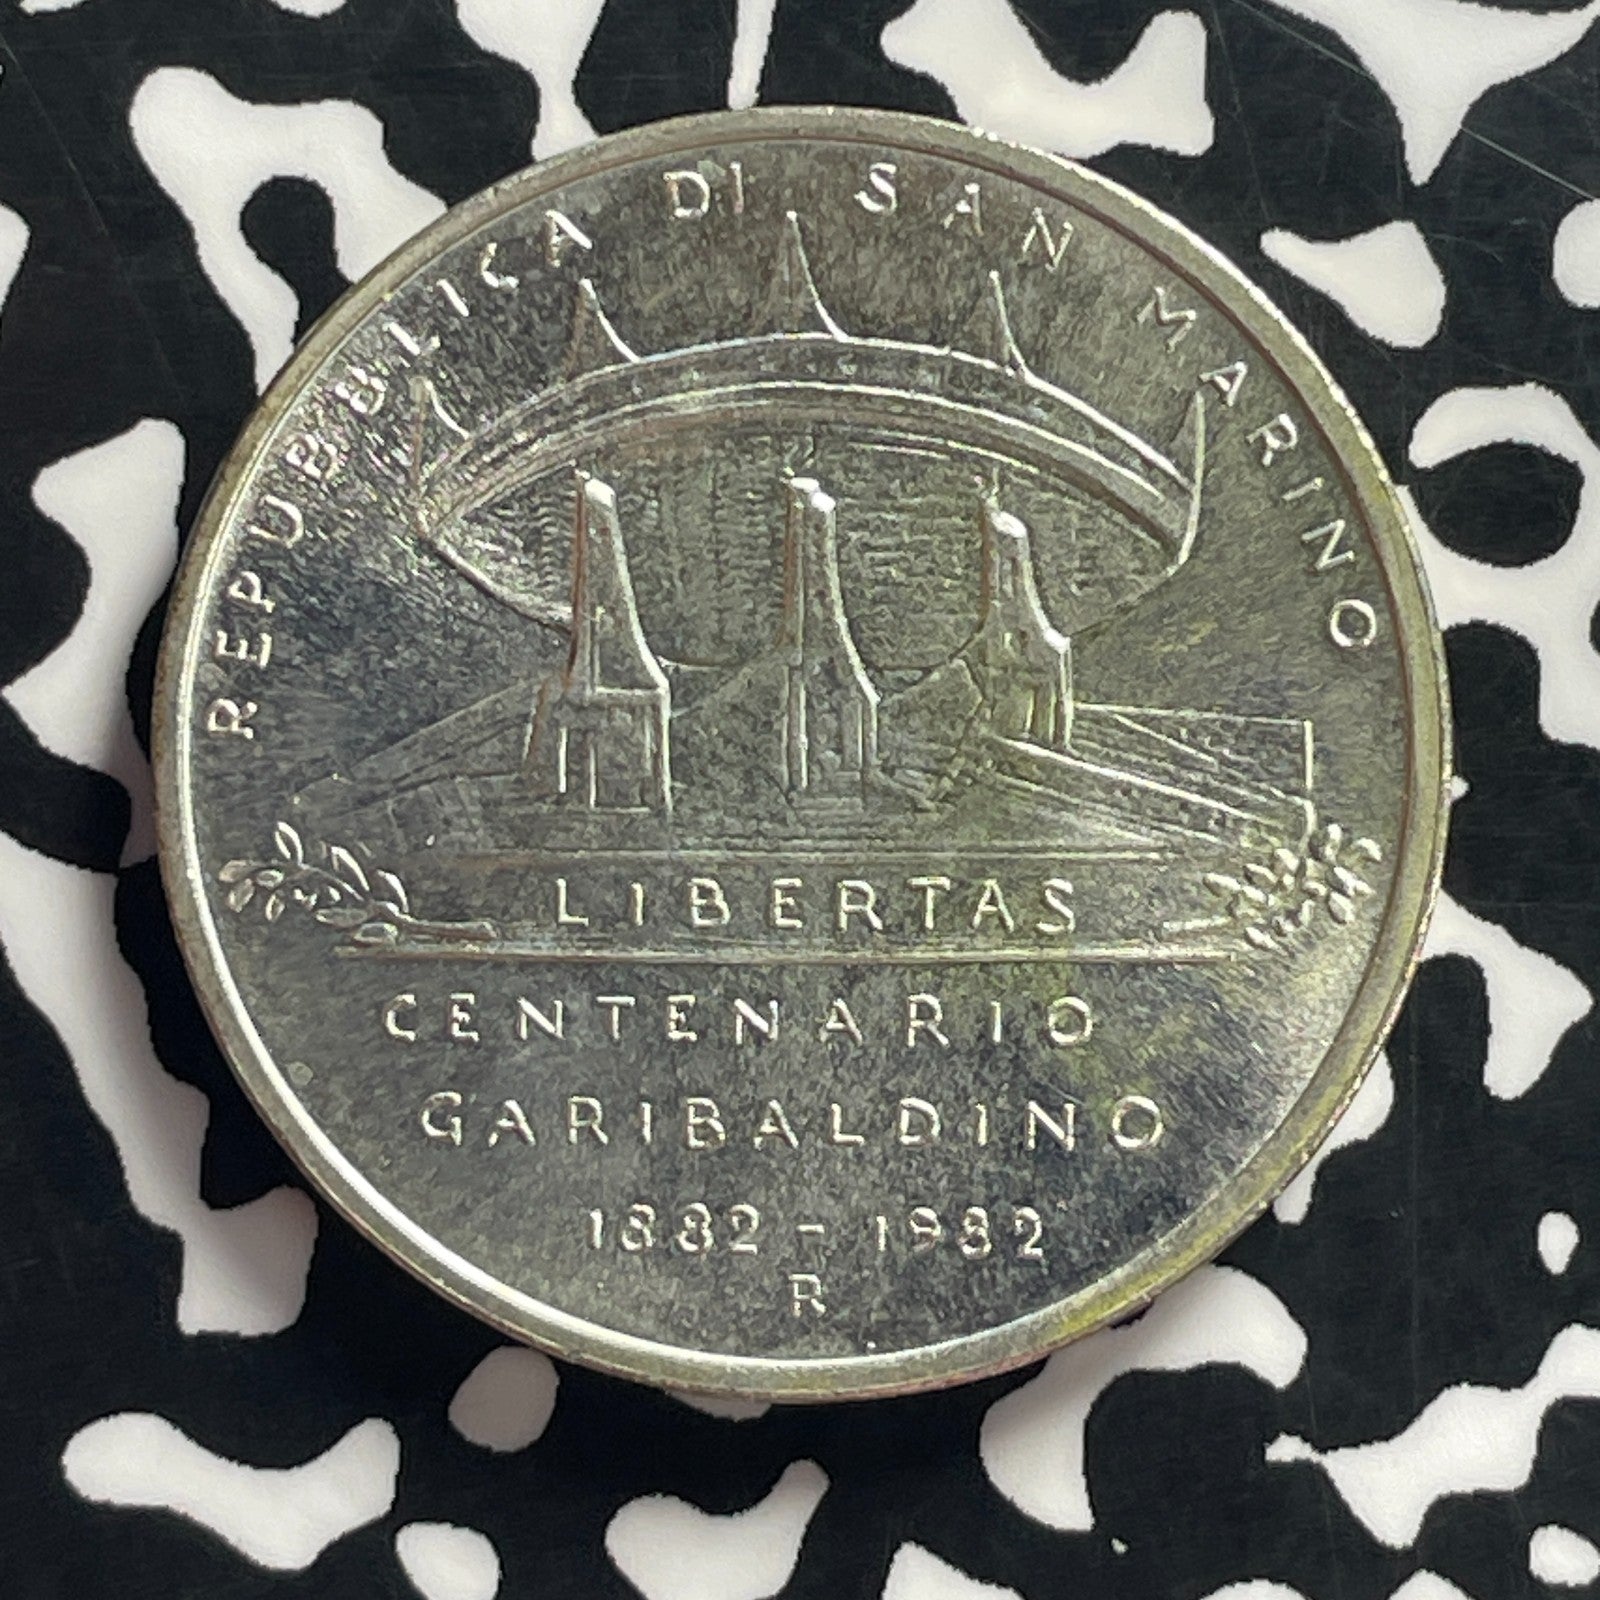 REPUBBLICA DI SAN MARINO
LIBERTAS
CENTENARIO
GARIBALDINO
1882-1982
R